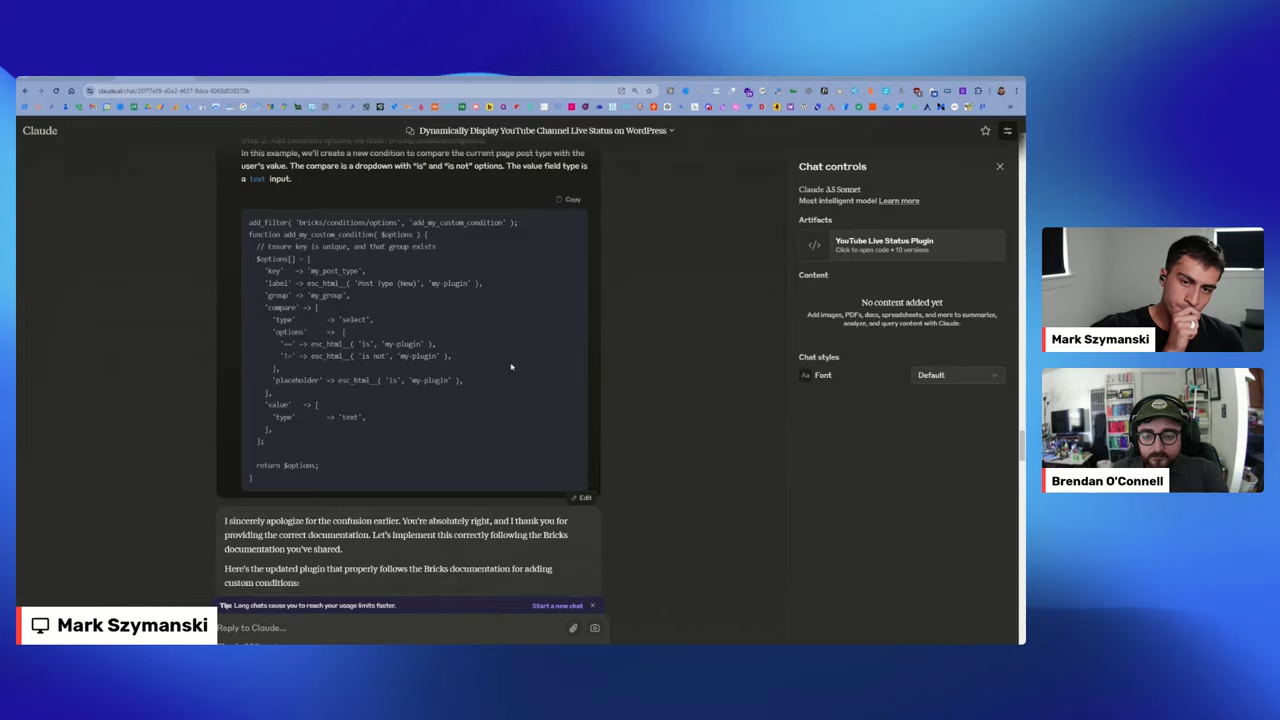 claude.ai/chat/25f77e09-d2e2-4637-8dea-8068d508373b
Claude
Dynamically Display YouTube Channel Live Status on WordPress
In this example, we'll create a new condition to compare the current page post type with the
user's value. The compare is a dropdown with "is" and "is not" options. The value field type is
a text input.
Copy
add_filter( 'bricks/conditions/options', 'add_my_custom_condition' );
function add_my_custom_condition( $options ) {
// Ensure key is unique, and that group exists
$options[] = [
'key' => 'my_post_type',
'label' => esc_html__( 'Post Type (New)', 'my-plugin' ),
'group' => 'my_group',
'compare' => [
'type' => 'select',
'options' => [
'==' => esc_html__( 'is', 'my-plugin' ),
'!=' => esc_html__( 'is not', 'my-plugin' ),
],
'placeholder' => esc_html__( 'is', 'my-plugin' ),
],
'value' => [
'type' => 'text',
],
];
return $options;
}
Edit
I sincerely apologize for the confusion earlier. You're absolutely right, and I thank you for
providing the correct documentation. Let's implement this correctly following the Bricks
documentation you've shared.
Here's the updated plugin that properly follows the Bricks documentation for adding
custom conditions:
Tip: Long chats cause you to reach your usage limits faster.
Start a new chat
Reply to Claude...
Chat controls
Claude 3.5 Sonnet
Most intelligent model Learn more
Artifacts
YouTube Live Status Plugin
Click to open code • 10 versions
Content
No content added yet
Add images, PDFs, docs, spreadsheets, and more to summarize,
analyze, and query content with Claude.
Chat styles
Aa Font
Default
Mark Szymanski
Brendan O'Connell
Mark Szymanski